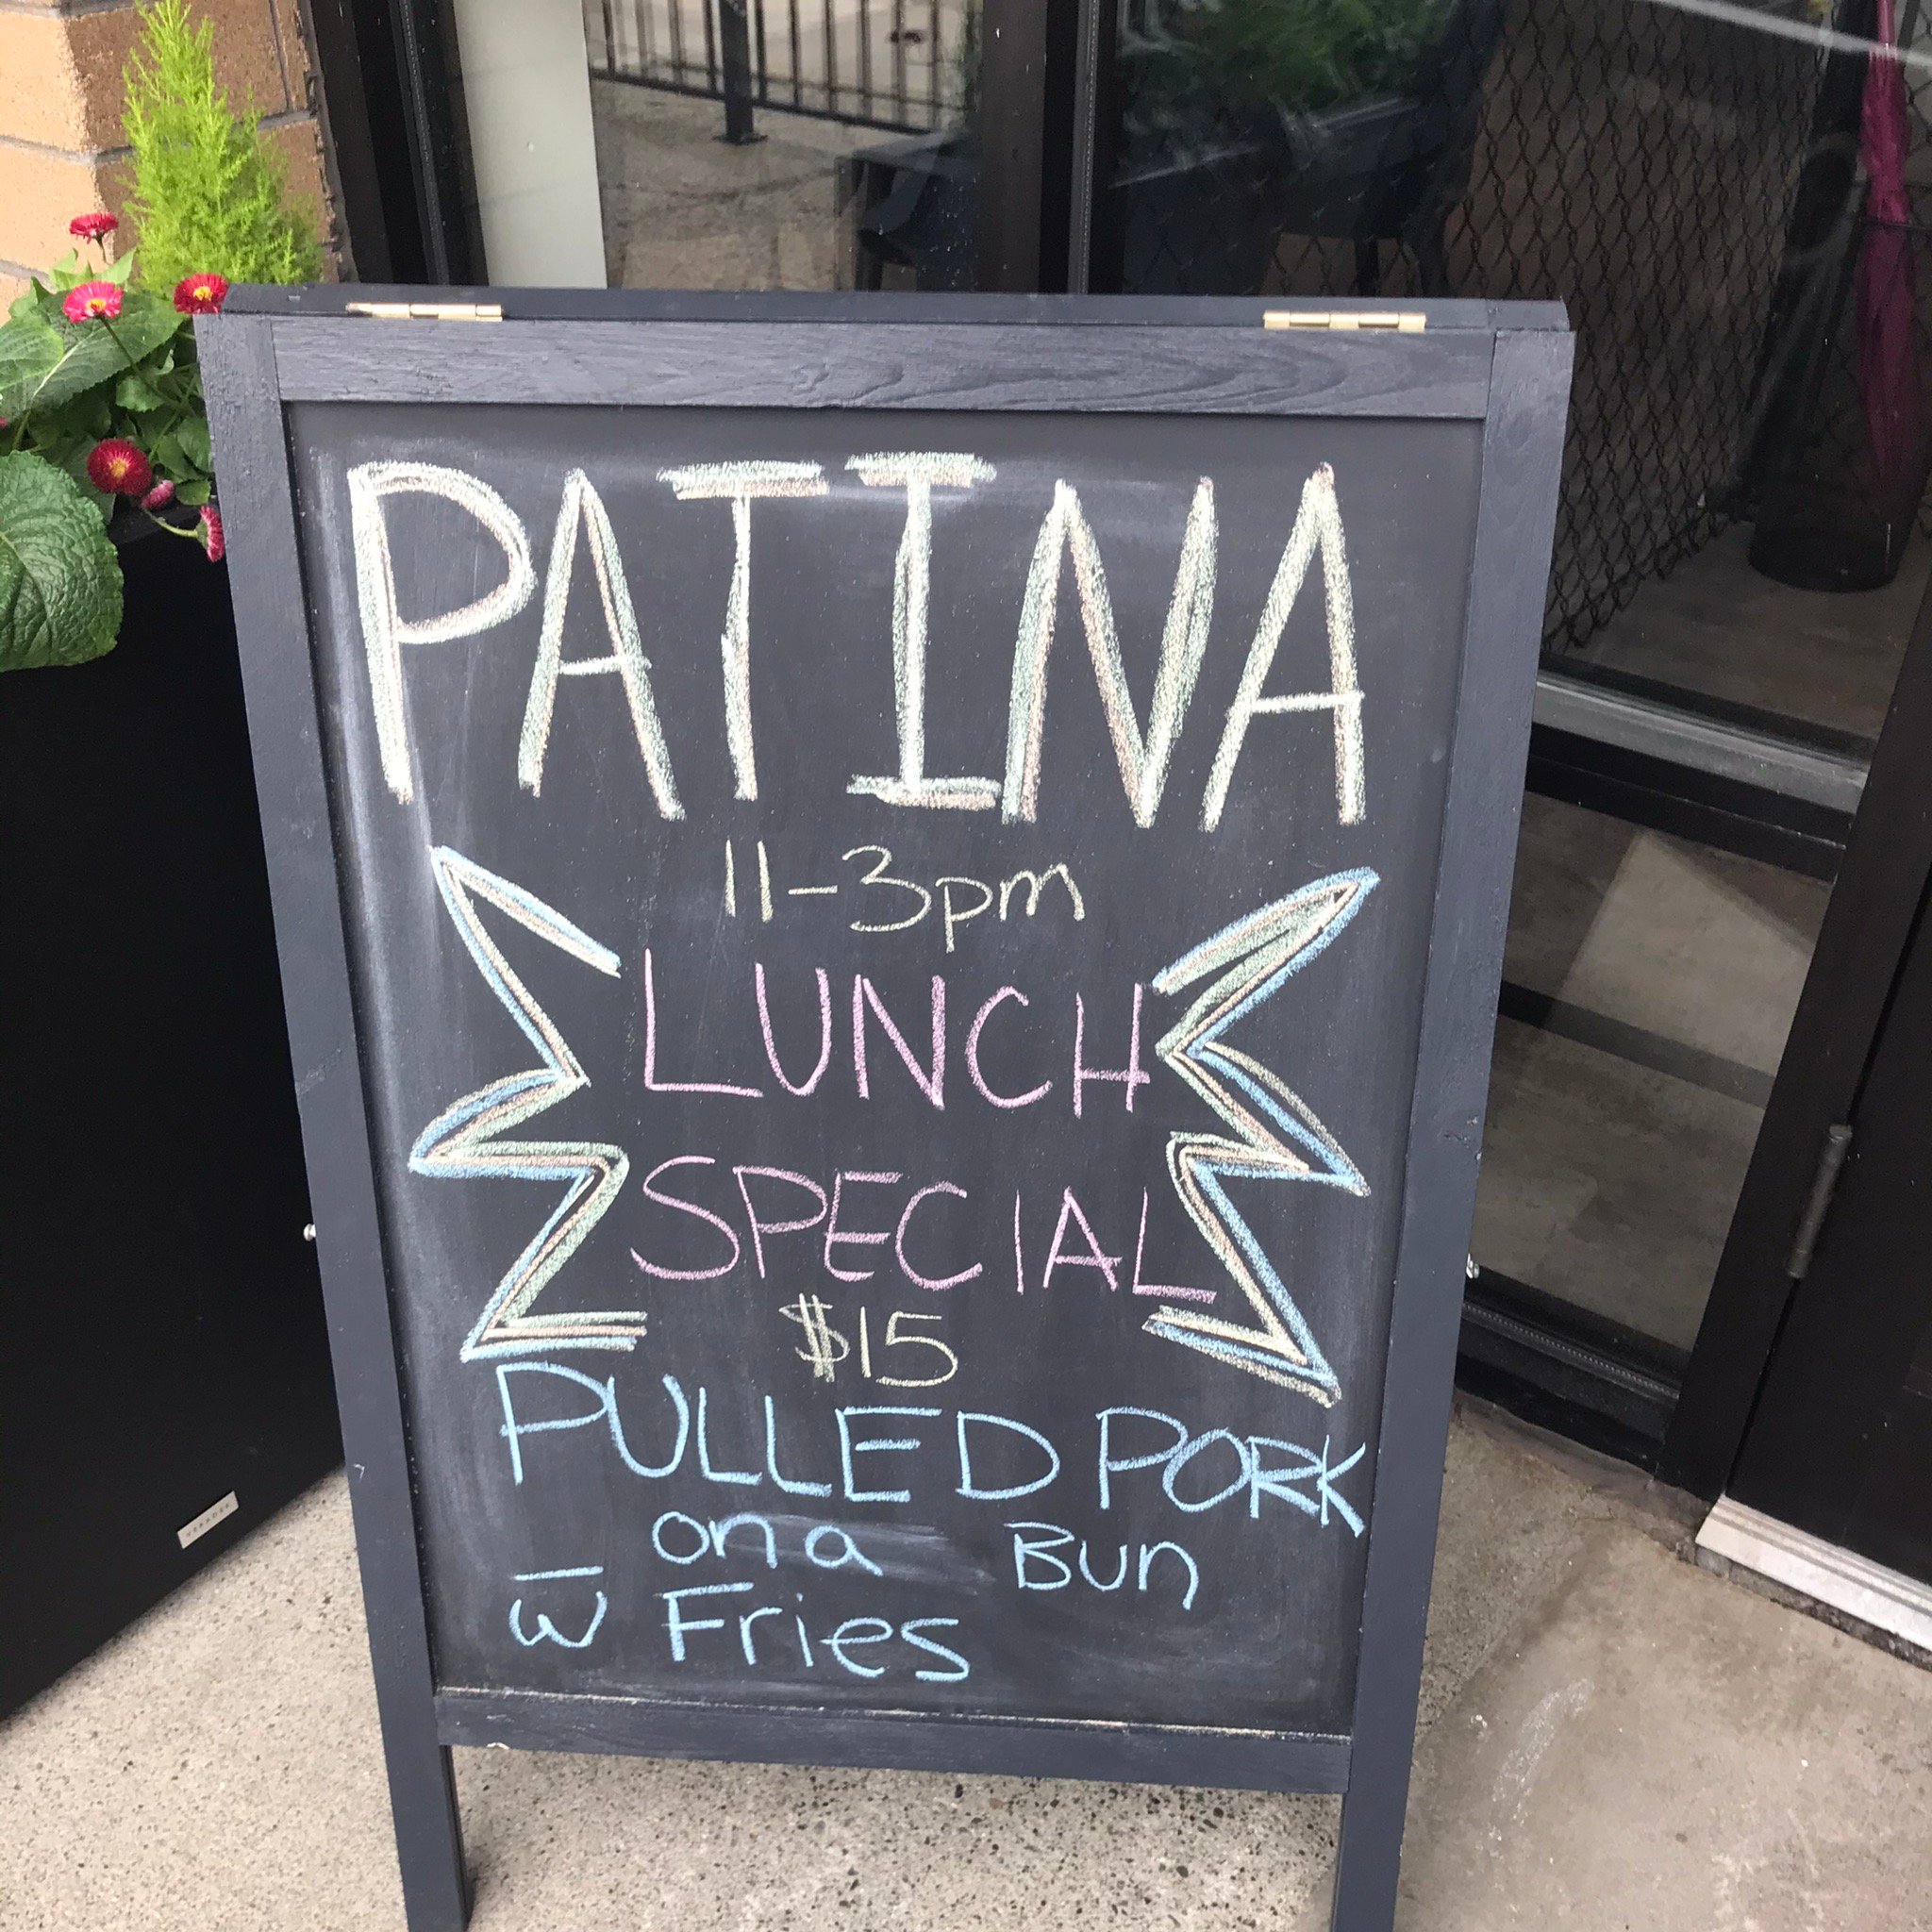 PATINA
11-3pm
LUNCH
SPECIAL
$15
PULLED PORK
on a Bun
w̄ Fries